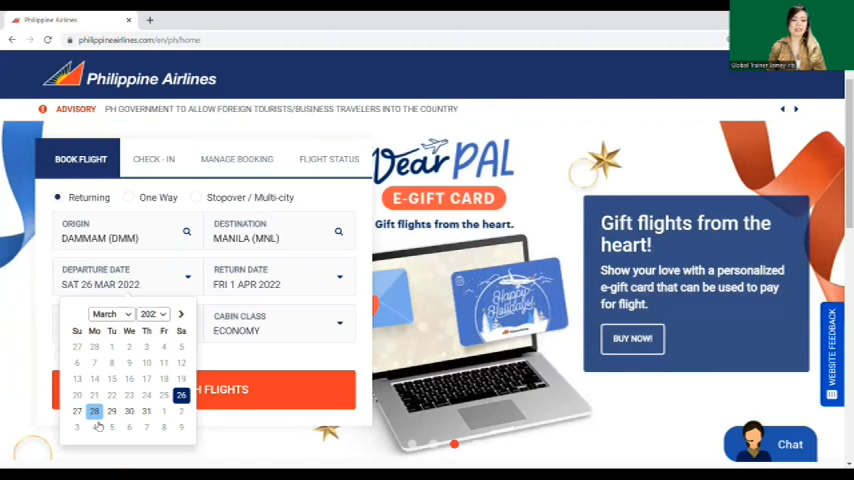 Philippine Airlines
philippineairlines.com/en/ph/home
Philippine Airlines
ADVISORY PH GOVERNMENT TO ALLOW FOREIGN TOURISTS/BUSINESS TRAVELERS INTO THE COUNTRY
BOOK FLIGHT CHECK - IN MANAGE BOOKING FLIGHT STATUS
Returning One Way Stopover / Multi-city
ORIGIN
DAMMAM (DMM)
DESTINATION
MANILA (MNL)
DEPARTURE DATE
SAT 26 MAR 2022
RETURN DATE
FRI 1 APR 2022
CABIN CLASS
ECONOMY
March 202
Su Mo Tu We Th Fr Sa
27 28 1 2 3 4 5
6 7 8 9 10 11 12
13 14 15 16 17 18 19
20 21 22 23 24 25 26
27 28 29 30 31 1 2
3 4 5 6 7 8 9
FLIGHTS
Dear PAL
E-GIFT CARD
Gift flights from the heart.
Happy
Holidays!
Gift flights from the
heart!
Show your love with a personalized
e-gift card that can be used to pay
for flight.
BUY NOW!
WEBSITE FEEDBACK
Chat
Global Trainer